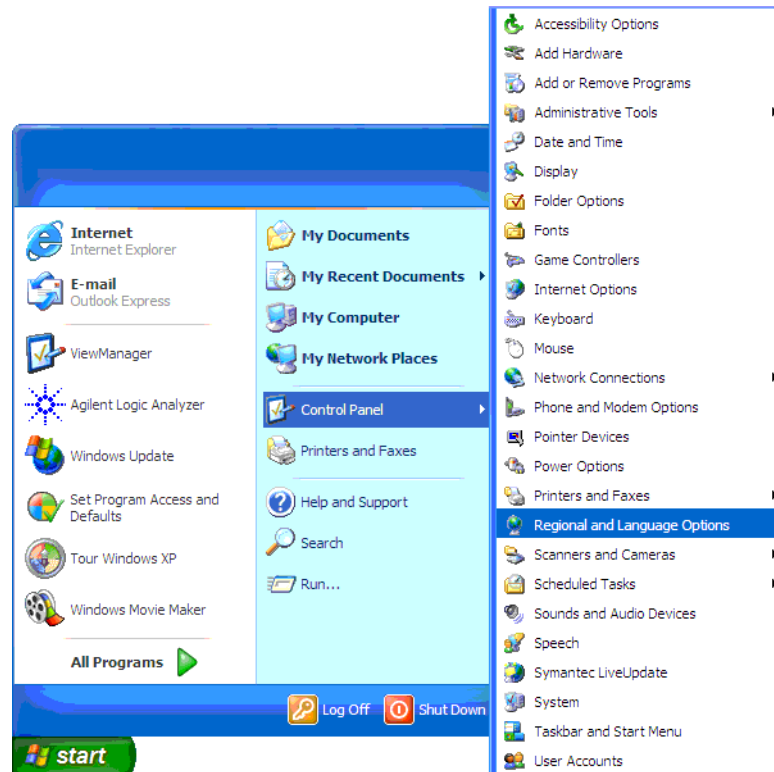 Internet
Internet Explorer
E-mail
Outlook Express
ViewManager
Agilent Logic Analyzer
Windows Update
Set Program Access and
Defaults
Tour Windows XP
Windows Movie Maker
All Programs
My Documents
My Recent Documents
My Computer
My Network Places
Control Panel
Printers and Faxes
Help and Support
Search
Run...
Log Off
Shut Down
start
Accessibility Options
Add Hardware
Add or Remove Programs
Administrative Tools
Date and Time
Display
Folder Options
Fonts
Game Controllers
Internet Options
Keyboard
Mouse
Network Connections
Phone and Modem Options
Pointer Devices
Power Options
Printers and Faxes
Regional and Language Options
Scanners and Cameras
Scheduled Tasks
Sounds and Audio Devices
Speech
Symantec LiveUpdate
System
Taskbar and Start Menu
User Accounts